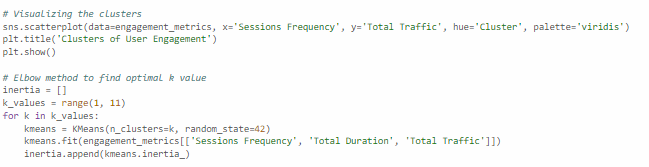 # Visualizing the clusters
sns.scatterplot(data=engagement_metrics, x='Sessions Frequency', y='Total Traffic', hue='Cluster', palette='viridis')
plt.title('Clusters of User Engagement')
plt.show()

# Elbow method to find optimal k value
inertia = []
k_values = range(1, 11)
for k in k_values:
    kmeans = KMeans(n_clusters=k, random_state=42)
    kmeans.fit(engagement_metrics[['Sessions Frequency', 'Total Duration', 'Total Traffic']])
    inertia.append(kmeans.inertia_)